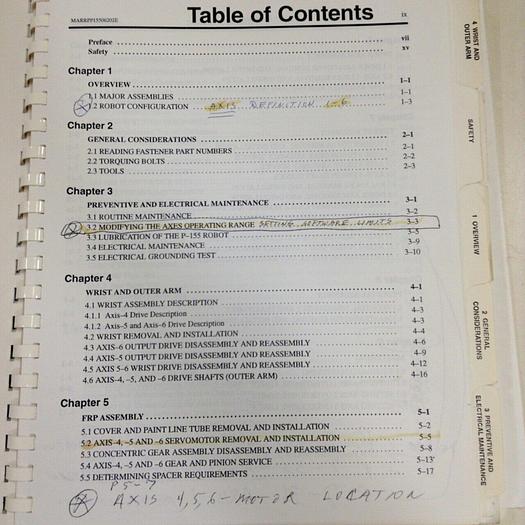 MARRPP15506202E Table of Contents ix
Preface .......... vii
Safety .......... xv
Chapter 1
OVERVIEW .......... 1–1
1.1 MAJOR ASSEMBLIES .......... 1–1
1.2 ROBOT CONFIGURATION AXIS DEFINITION 1-6 1–3
Chapter 2
GENERAL CONSIDERATIONS .......... 2–1
2.1 READING FASTENER PART NUMBERS .......... 2–1
2.2 TORQUING BOLTS .......... 2–2
2.3 TOOLS .......... 2–3
Chapter 3
PREVENTIVE AND ELECTRICAL MAINTENANCE .......... 3–1
3.1 ROUTINE MAINTENANCE .......... 3–2
3.2 MODIFYING THE AXES OPERATING RANGE SETTING SOFTWARE LIMITS 3–3
3.3 LUBRICATION OF THE P–155 ROBOT .......... 3–5
3.4 ELECTRICAL MAINTENANCE .......... 3–9
3.5 ELECTRICAL GROUNDING TEST .......... 3–10
Chapter 4
WRIST AND OUTER ARM .......... 4–1
4.1 WRIST ASSEMBLY DESCRIPTION .......... 4–1
4.1.1 Axis–4 Drive Description .......... 4–3
4.1.2 Axis–5 and Axis–6 Drive Description .......... 4–3
4.2 WRIST REMOVAL AND INSTALLATION .......... 4–4
4.3 AXIS–6 OUTPUT DRIVE DISASSEMBLY AND REASSEMBLY .......... 4–6
4.4 AXIS–5 OUTPUT DRIVE DISASSEMBLY AND REASSEMBLY .......... 4–9
4.5 AXIS 5–6 WRIST DRIVE DISASSEMBLY AND REASSEMBLY .......... 4–12
4.6 AXIS–4, –5, AND –6 DRIVE SHAFTS (OUTER ARM) .......... 4–16
Chapter 5
FRP ASSEMBLY .......... 5–1
5.1 COVER AND PAINT LINE TUBE REMOVAL AND INSTALLATION .......... 5–2
5.2 AXIS–4, –5 AND –6 SERVOMOTOR REMOVAL AND INSTALLATION .......... 5–5
5.3 CONCENTRIC GEAR ASSEMBLY DISASSEMBLY AND REASSEMBLY .......... 5–8
5.4 AXIS–4, –5 AND –6 GEAR AND PINION SERVICE .......... 5–13
5.5 DETERMINING SPACER REQUIREMENTS .......... 5–17
P5-7
AXIS 4,5,6 – MOTOR LOCATION
4 WRIST AND
OUTER ARM
SAFETY
1 OVERVIEW
2 GENERAL
CONSIDERATIONS
3 PREVENTIVE AND
ELECTRICAL MAINTENANCE